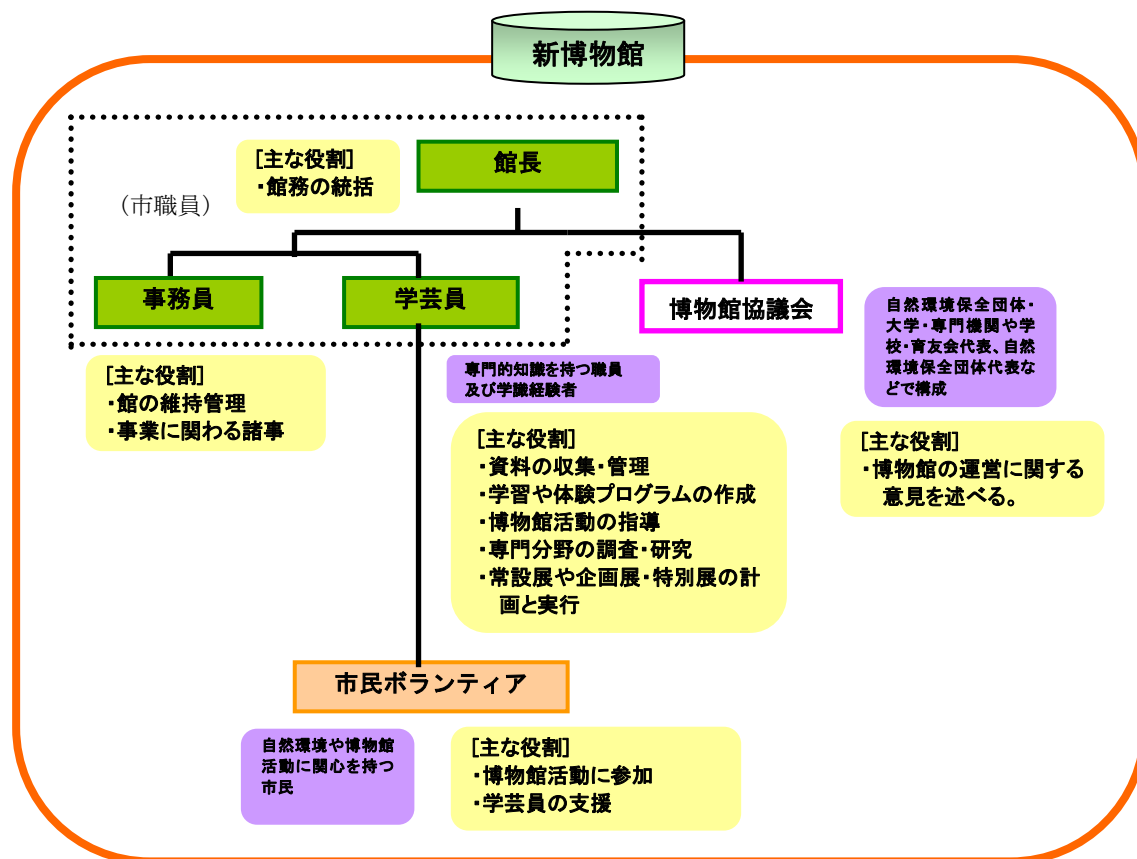 新博物館
館長
[主な役割]
・館務の統括
（市職員）
事務員
学芸員
博物館協議会
自然環境保全団体・
大学・専門機関や学
校・育友会代表、自然
環境保全団体代表な
どで構成
[主な役割]
・館の維持管理
・事業に関わる諸事
専門的知識を持つ職員
及び学識経験者
[主な役割]
・資料の収集・管理
・学習や体験プログラムの作成
・博物館活動の指導
・専門分野の調査・研究
・常設展や企画展・特別展の計
画と実行
[主な役割]
・博物館の運営に関する
意見を述べる。
市民ボランティア
自然環境や博物館
活動に関心を持つ
市民
[主な役割]
・博物館活動に参加
・学芸員の支援